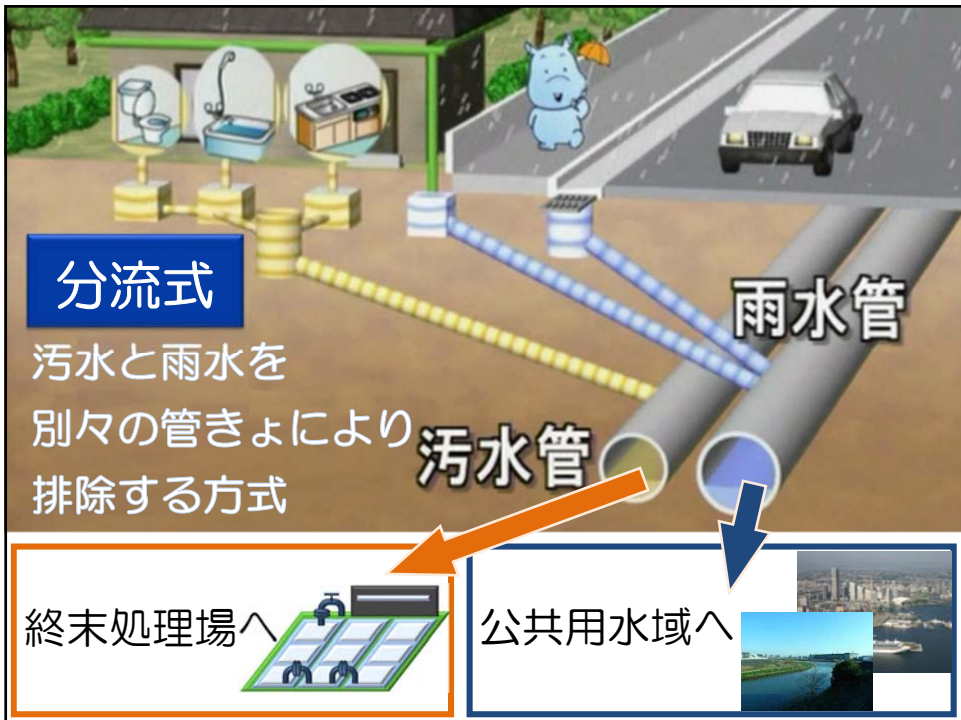 分流式
汚水と雨水を
別々の管きょにより
排除する方式
雨水管
汚水管
終末処理場へ
公共用水域へ